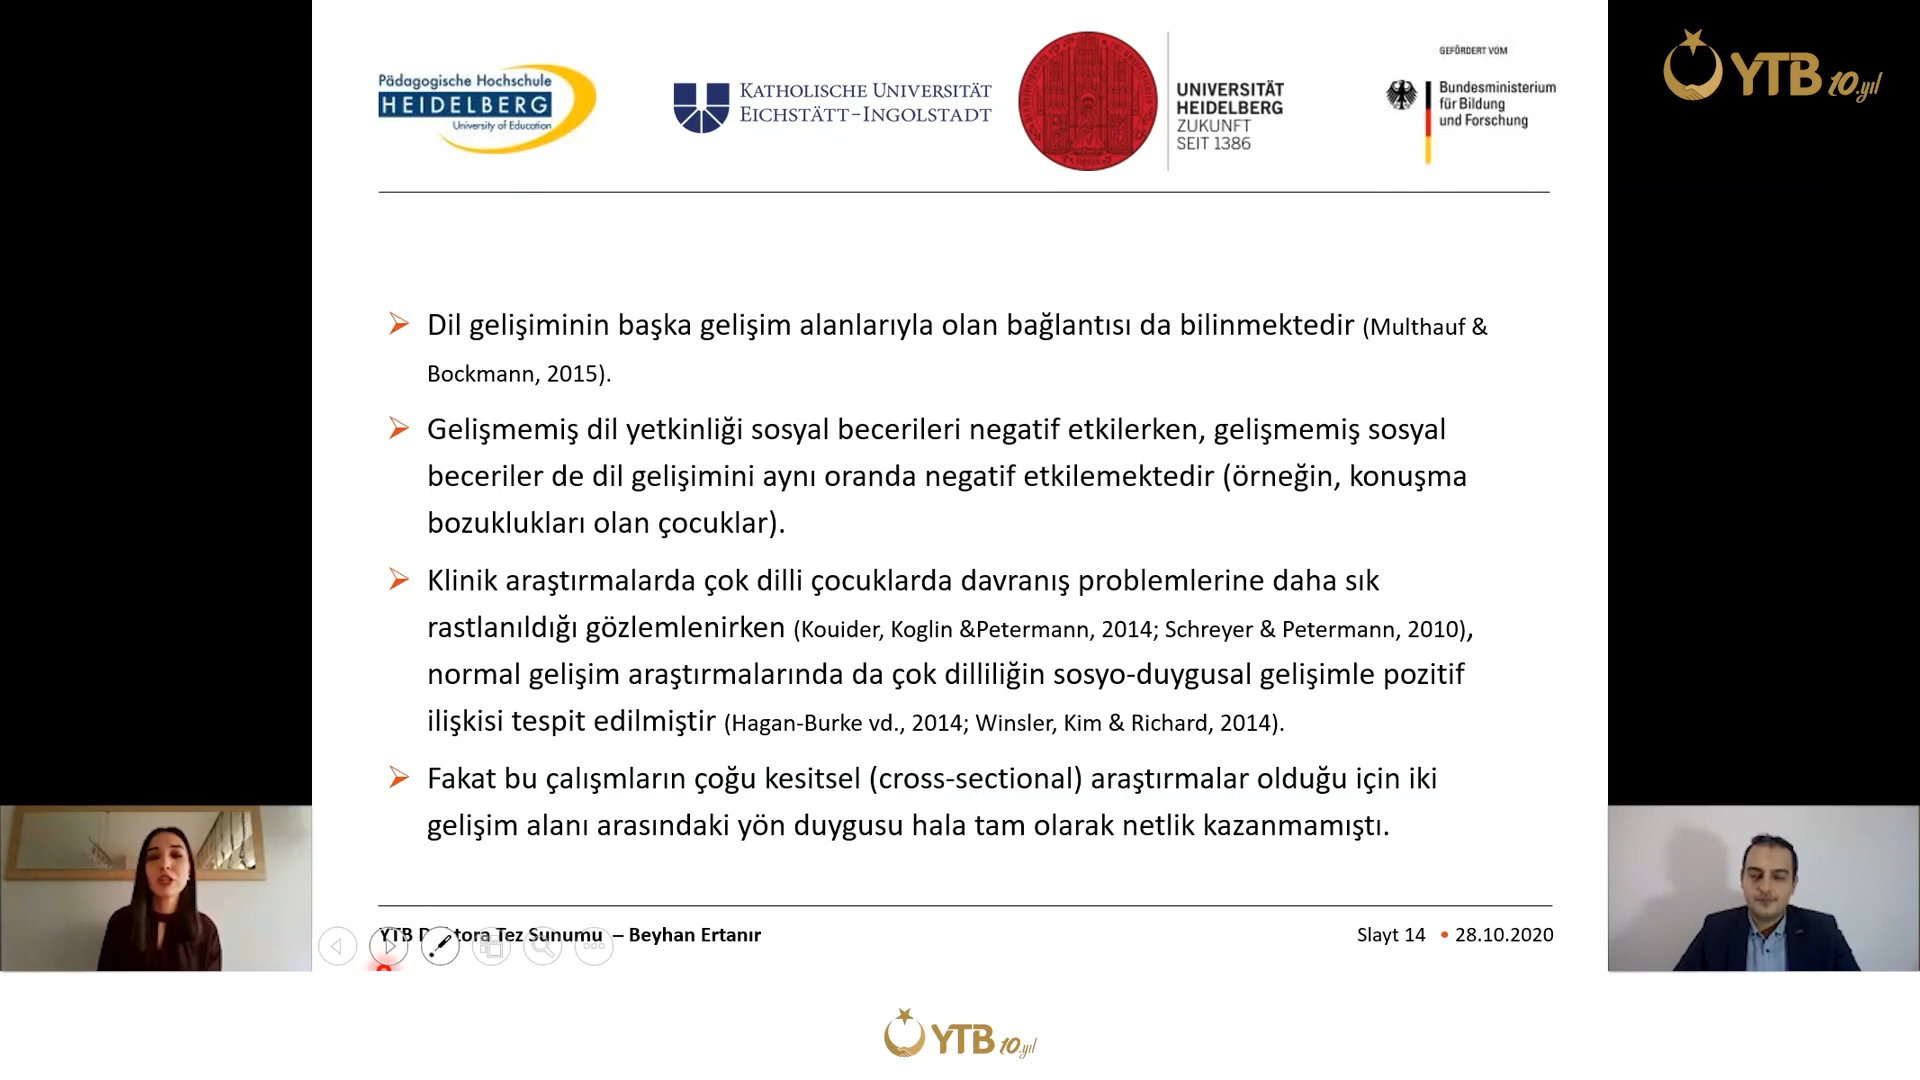 Pädagogische Hochschule
HEIDELBERG
University of Education
KATHOLISCHE UNIVERSITÄT
EICHSTÄTT-INGOLSTADT
UNIVERSITÄT
HEIDELBERG
ZUKUNFT
SEIT 1386
GEFÖRDERT VOM
Bundesministerium
für Bildung
und Forschung
YTB 10.yıl
Dil gelişiminin başka gelişim alanlarıyla olan bağlantısı da bilinmektedir (Multhauf &
Bockmann, 2015).
Gelişmemiş dil yetkinliği sosyal becerileri negatif etkilerken, gelişmemiş sosyal
beceriler de dil gelişimini aynı oranda negatif etkilemektedir (örneğin, konuşma
bozuklukları olan çocuklar).
Klinik araştırmalarda çok dilli çocuklarda davranış problemlerine daha sık
rastlanıldığı gözlemlenirken (Kouider, Koglin &Petermann, 2014; Schreyer & Petermann, 2010),
normal gelişim araştırmalarında da çok dilliliğin sosyo-duygusal gelişimle pozitif
ilişkisi tespit edilmiştir (Hagan-Burke vd., 2014; Winsler, Kim & Richard, 2014).
Fakat bu çalışmların çoğu kesitsel (cross-sectional) araştırmalar olduğu için iki
gelişim alanı arasındaki yön duygusu hala tam olarak netlik kazanmamıştı.
YTB Doktora Tez Sunumu – Beyhan Ertanır
Slayt 14 • 28.10.2020
YTB 10.yıl